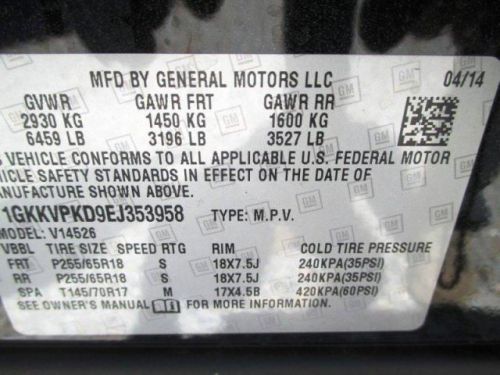 MFD BY GENERAL MOTORS LLC 04/14
GVWR GAWR FRT GAWR RR
2930 KG 1450 KG 1600 KG
6459 LB 3196 LB 3527 LB
S VEHICLE CONFORMS TO ALL APPLICABLE U.S. FEDERAL MOTOR
VEHICLE SAFETY STANDARDS IN EFFECT ON THE DATE OF
MANUFACTURE SHOWN ABOVE.
1GKKVPKD9EJ353958 TYPE: M.P.V.
MODEL: V14526
VBBL TIRE SIZE SPEED RTG RIM COLD TIRE PRESSURE
FRT P255/65R18 S 18X7.5J 240KPA(35PSI)
RR P255/65R18 S 18X7.5J 240KPA(35PSI)
SPA T145/70R17 M 17X4.5B 420KPA(60PSI)
SEE OWNER'S MANUAL FOR MORE INFORMATION.
GM